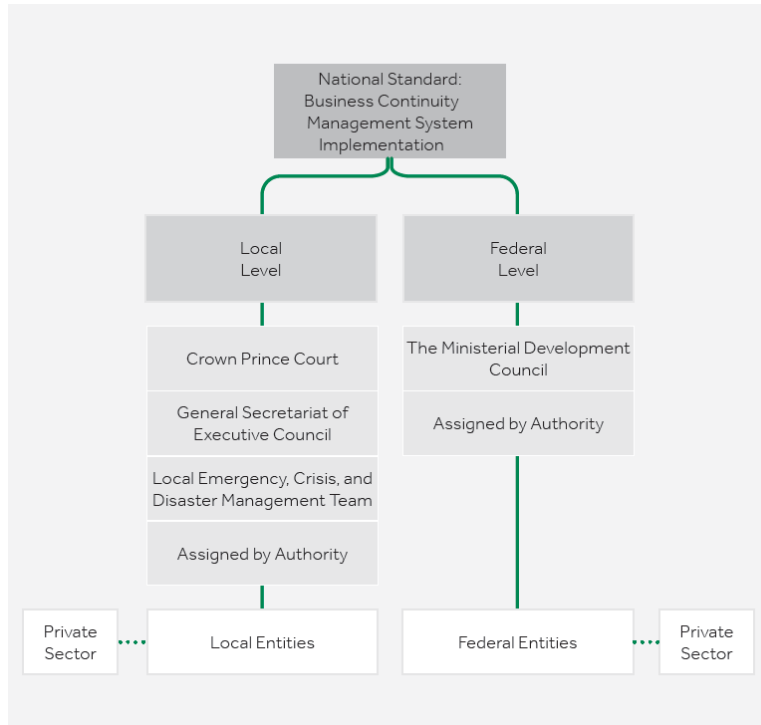 National Standard:
Business Continuity
Management System
Implementation
Local
Level
Federal
Level
Crown Prince Court
General Secretariat of
Executive Council
Local Emergency, Crisis, and
Disaster Management Team
Assigned by Authority
The Ministerial Development
Council
Assigned by Authority
Private
Sector
Local Entities
Federal Entities
Private
Sector